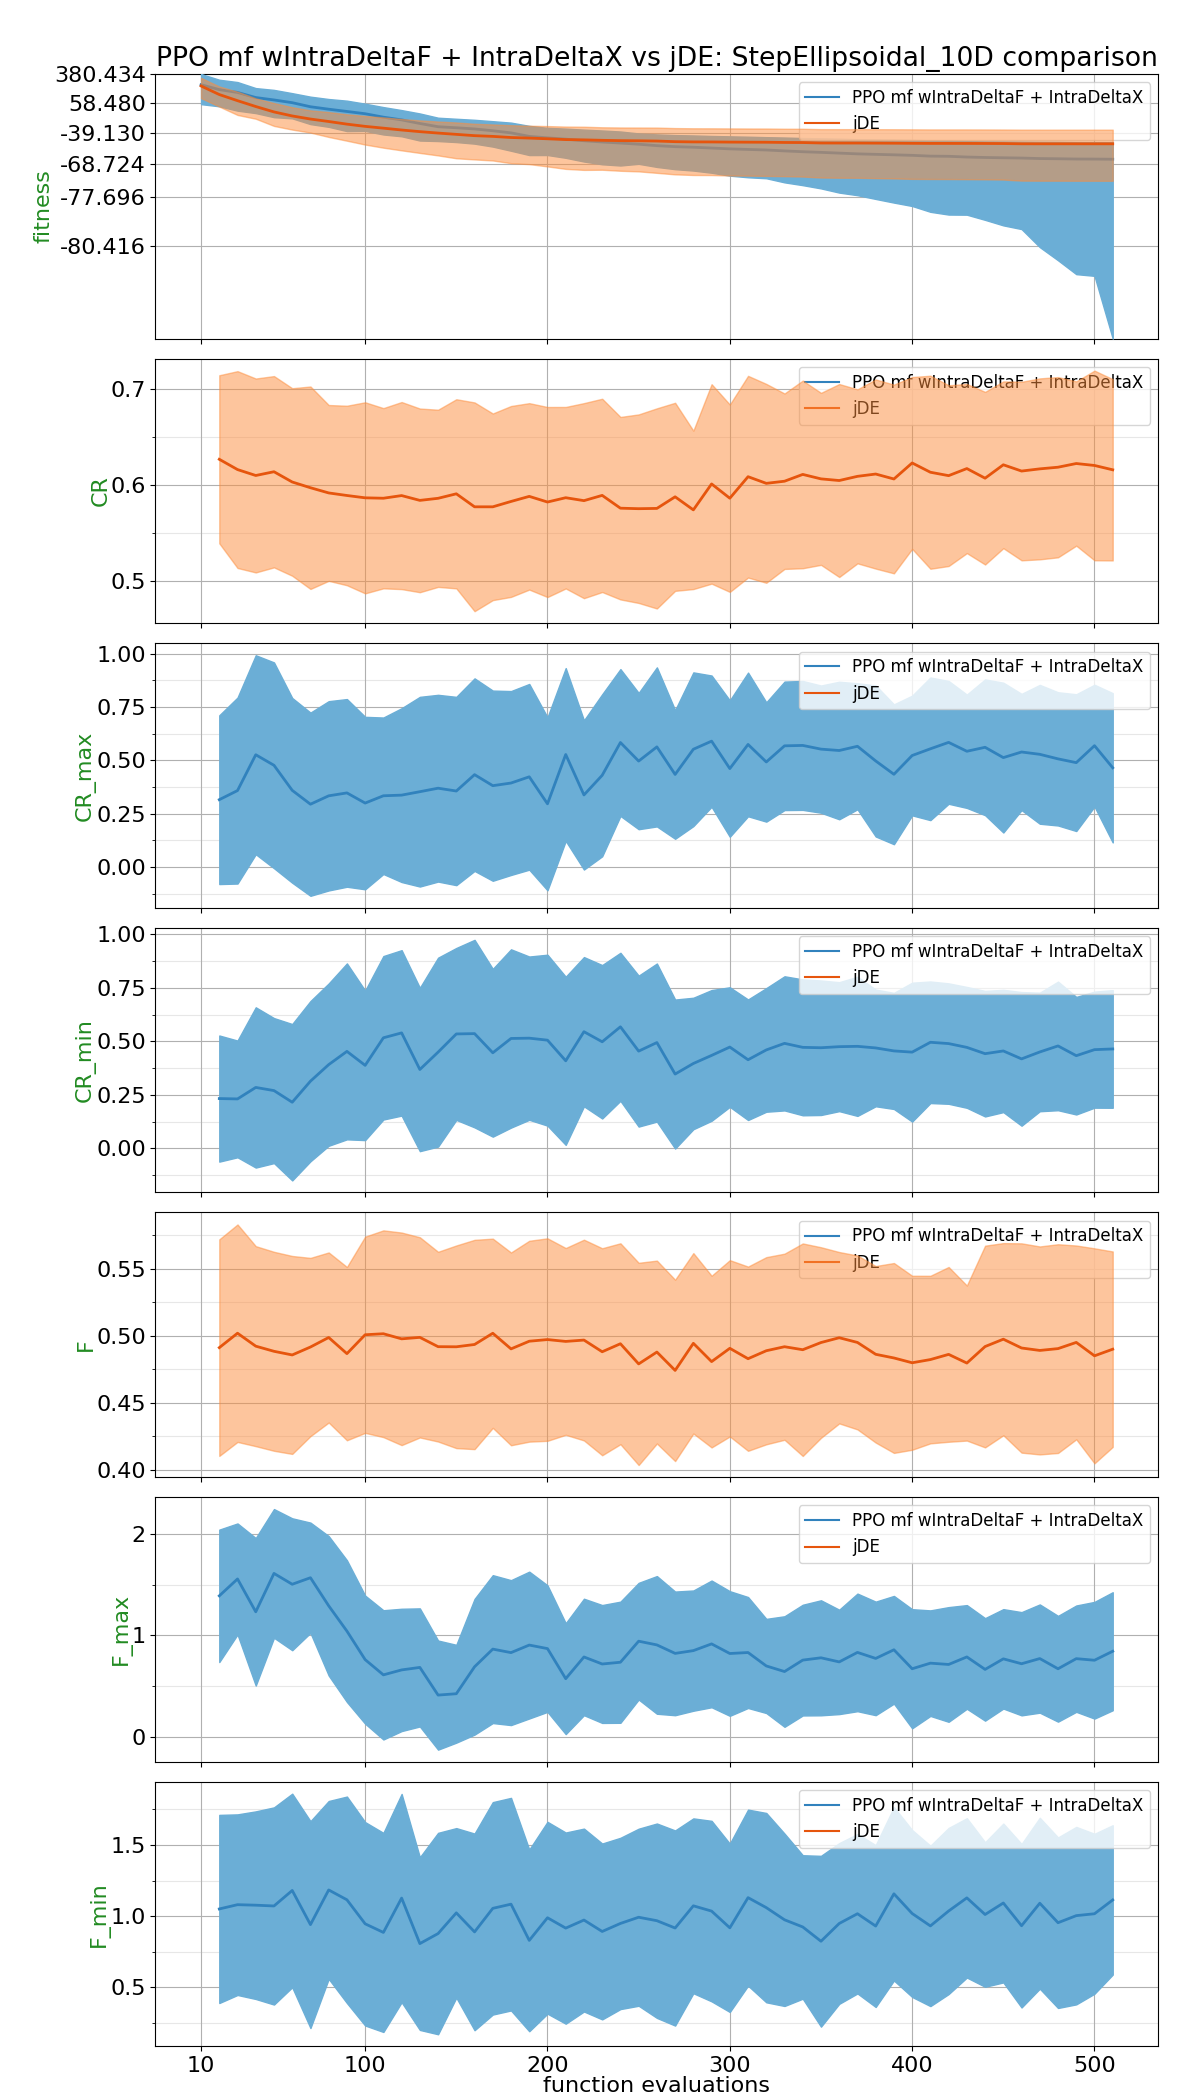 PPO mf wIntraDeltaF + IntraDeltaX vs jDE: StepEllipsoidal_10D comparison
380.434
58.480
-39.130
-68.724
-77.696
-80.416
fitness
PPO mf wIntraDeltaF + IntraDeltaX
jDE
0.7
0.6
0.5
CR
PPO mf wIntraDeltaF + IntraDeltaX
jDE
1.00
0.75
0.50
0.25
0.00
CR_max
PPO mf wIntraDeltaF + IntraDeltaX
jDE
1.00
0.75
0.50
0.25
0.00
CR_min
PPO mf wIntraDeltaF + IntraDeltaX
jDE
0.55
0.50
0.45
0.40
F
PPO mf wIntraDeltaF + IntraDeltaX
jDE
2
1
0
F_max
PPO mf wIntraDeltaF + IntraDeltaX
jDE
1.5
1.0
0.5
F_min
PPO mf wIntraDeltaF + IntraDeltaX
jDE
10 100 200 300 400 500
function evaluations